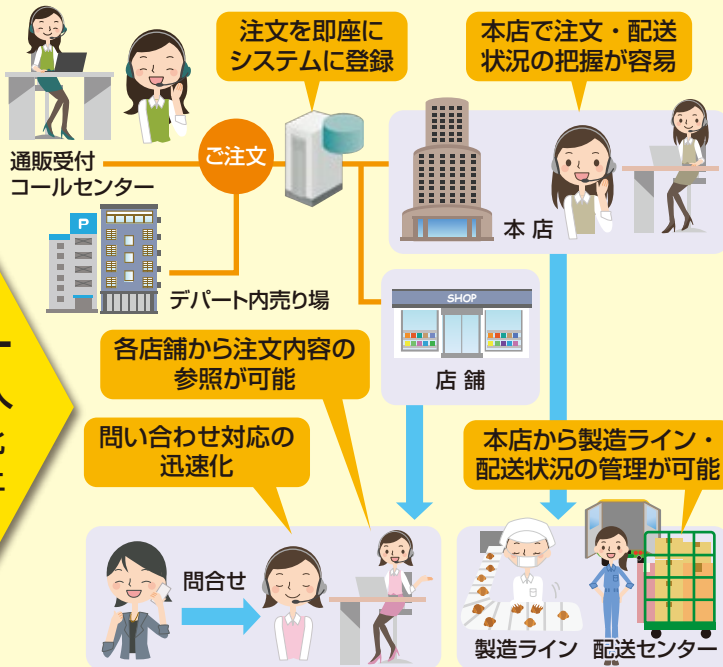 注文を即座に
システムに登録
本店で注文・配送
状況の把握が容易
通販受付
コールセンター
ご注文
本 店
P
デパート内売り場
SHOP
店 舗
各店舗から注文内容の
参照が可能
問い合わせ対応の
迅速化
本店から製造ライン・
配送状況の管理が可能
問合せ
製造ライン
配送センター